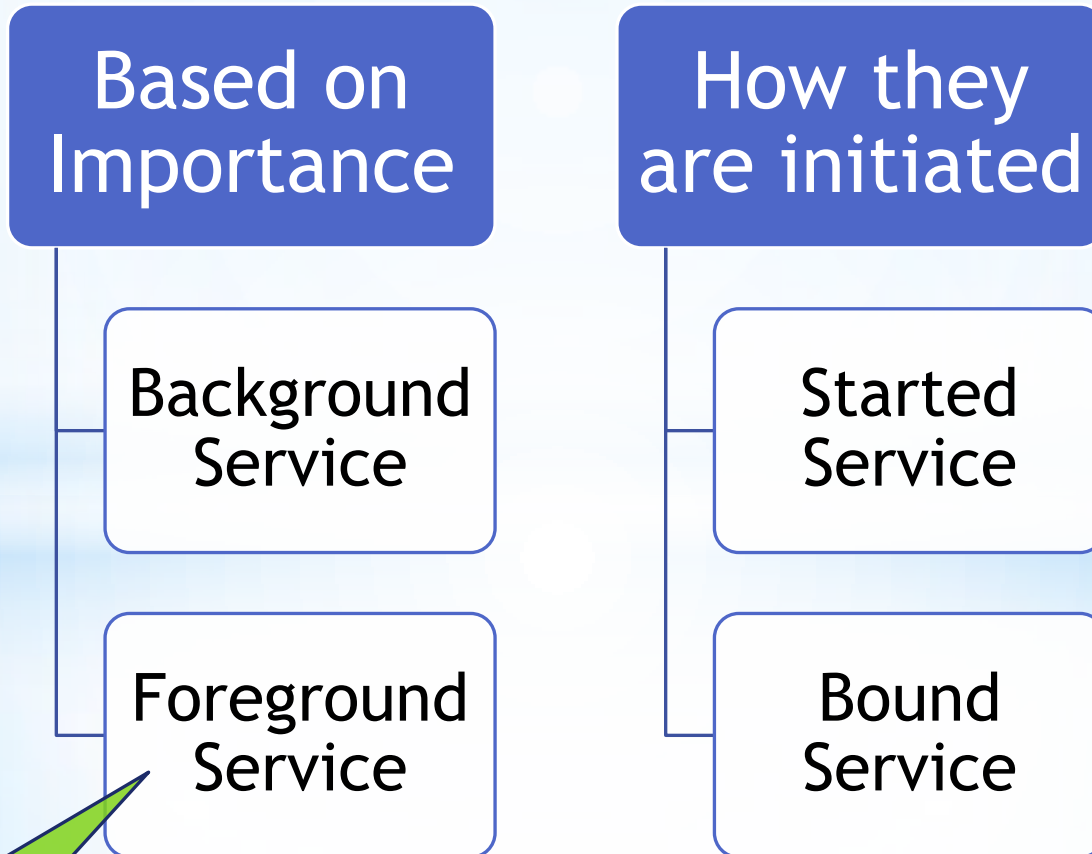 Based on
Importance
Background
Service
Foreground
Service
How they
are initiated
Started
Service
Bound
Service